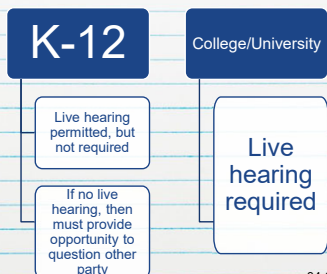 K-12
Live hearing
permitted, but
not required
If no live
hearing, then
must provide
opportunity to
question other
party
College/University
Live
hearing
required